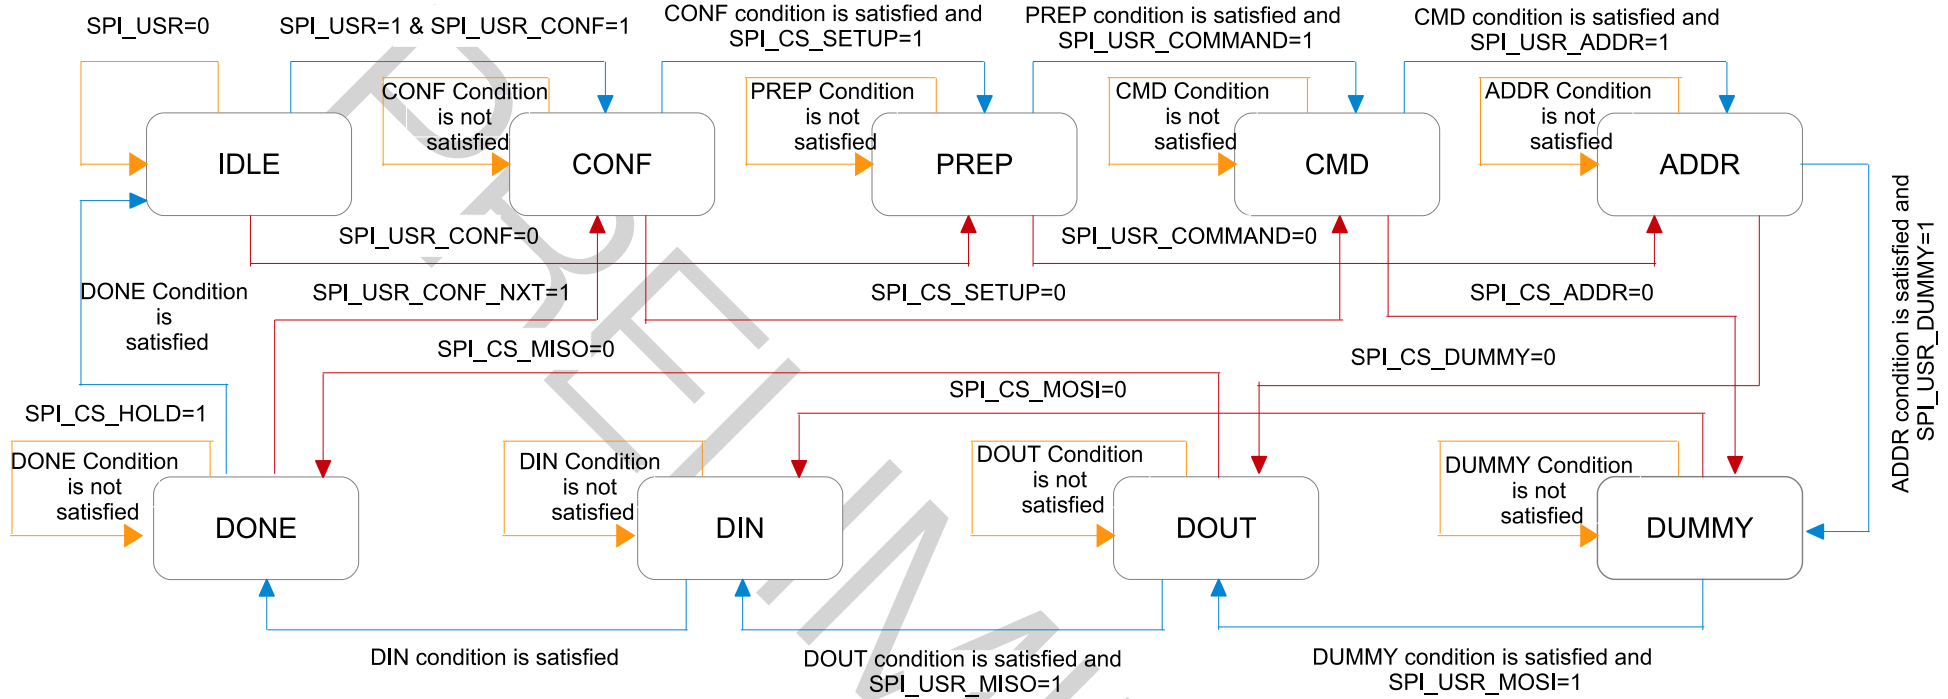 SPI_USR=0
SPI_USR=1 & SPI_USR_CONF=1
CONF condition is satisfied and
SPI_CS_SETUP=1
PREP condition is satisfied and
SPI_USR_COMMAND=1
CMD condition is satisfied and
SPI_USR_ADDR=1
CONF Condition
is not
satisfied
PREP Condition
is not
satisfied
CMD Condition
is not
satisfied
ADDR Condition
is not
satisfied
IDLE
CONF
PREP
CMD
ADDR
ADDR condition is satisfied and
SPI_USR_DUMMY=1
SPI_USR_CONF=0
SPI_USR_COMMAND=0
DONE Condition
is
satisfied
SPI_USR_CONF_NXT=1
SPI_CS_SETUP=0
SPI_CS_ADDR=0
SPI_CS_MISO=0
SPI_CS_DUMMY=0
SPI_CS_MOSI=0
SPI_CS_HOLD=1
DONE Condition
is not
satisfied
DIN Condition
is not
satisfied
DOUT Condition
is not
satisfied
DUMMY Condition
is not
satisfied
DONE
DIN
DOUT
DUMMY
DIN condition is satisfied
DOUT condition is satisfied and
SPI_USR_MISO=1
DUMMY condition is satisfied and
SPI_USR_MOSI=1